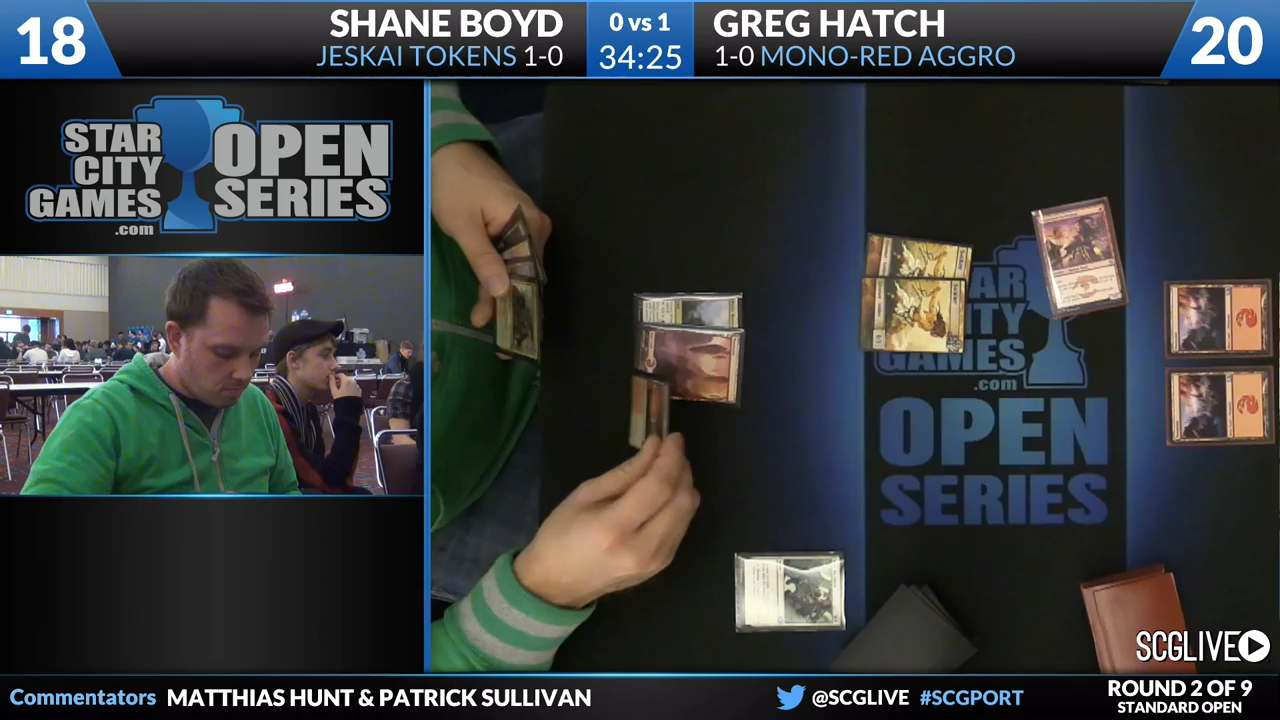 18
SHANE BOYD
JESKAI TOKENS 1-0
0 vs 1
34:25
GREG HATCH
1-0 MONO-RED AGGRO
20
STAR
CITY
GAMES
.com
OPEN
SERIES
AR
ITY
GAMES
.com
OPEN
SERIES
SCGLIVE
Commentators MATTHIAS HUNT & PATRICK SULLIVAN
@SCGLIVE #SCGPORT
ROUND 2 OF 9
STANDARD OPEN